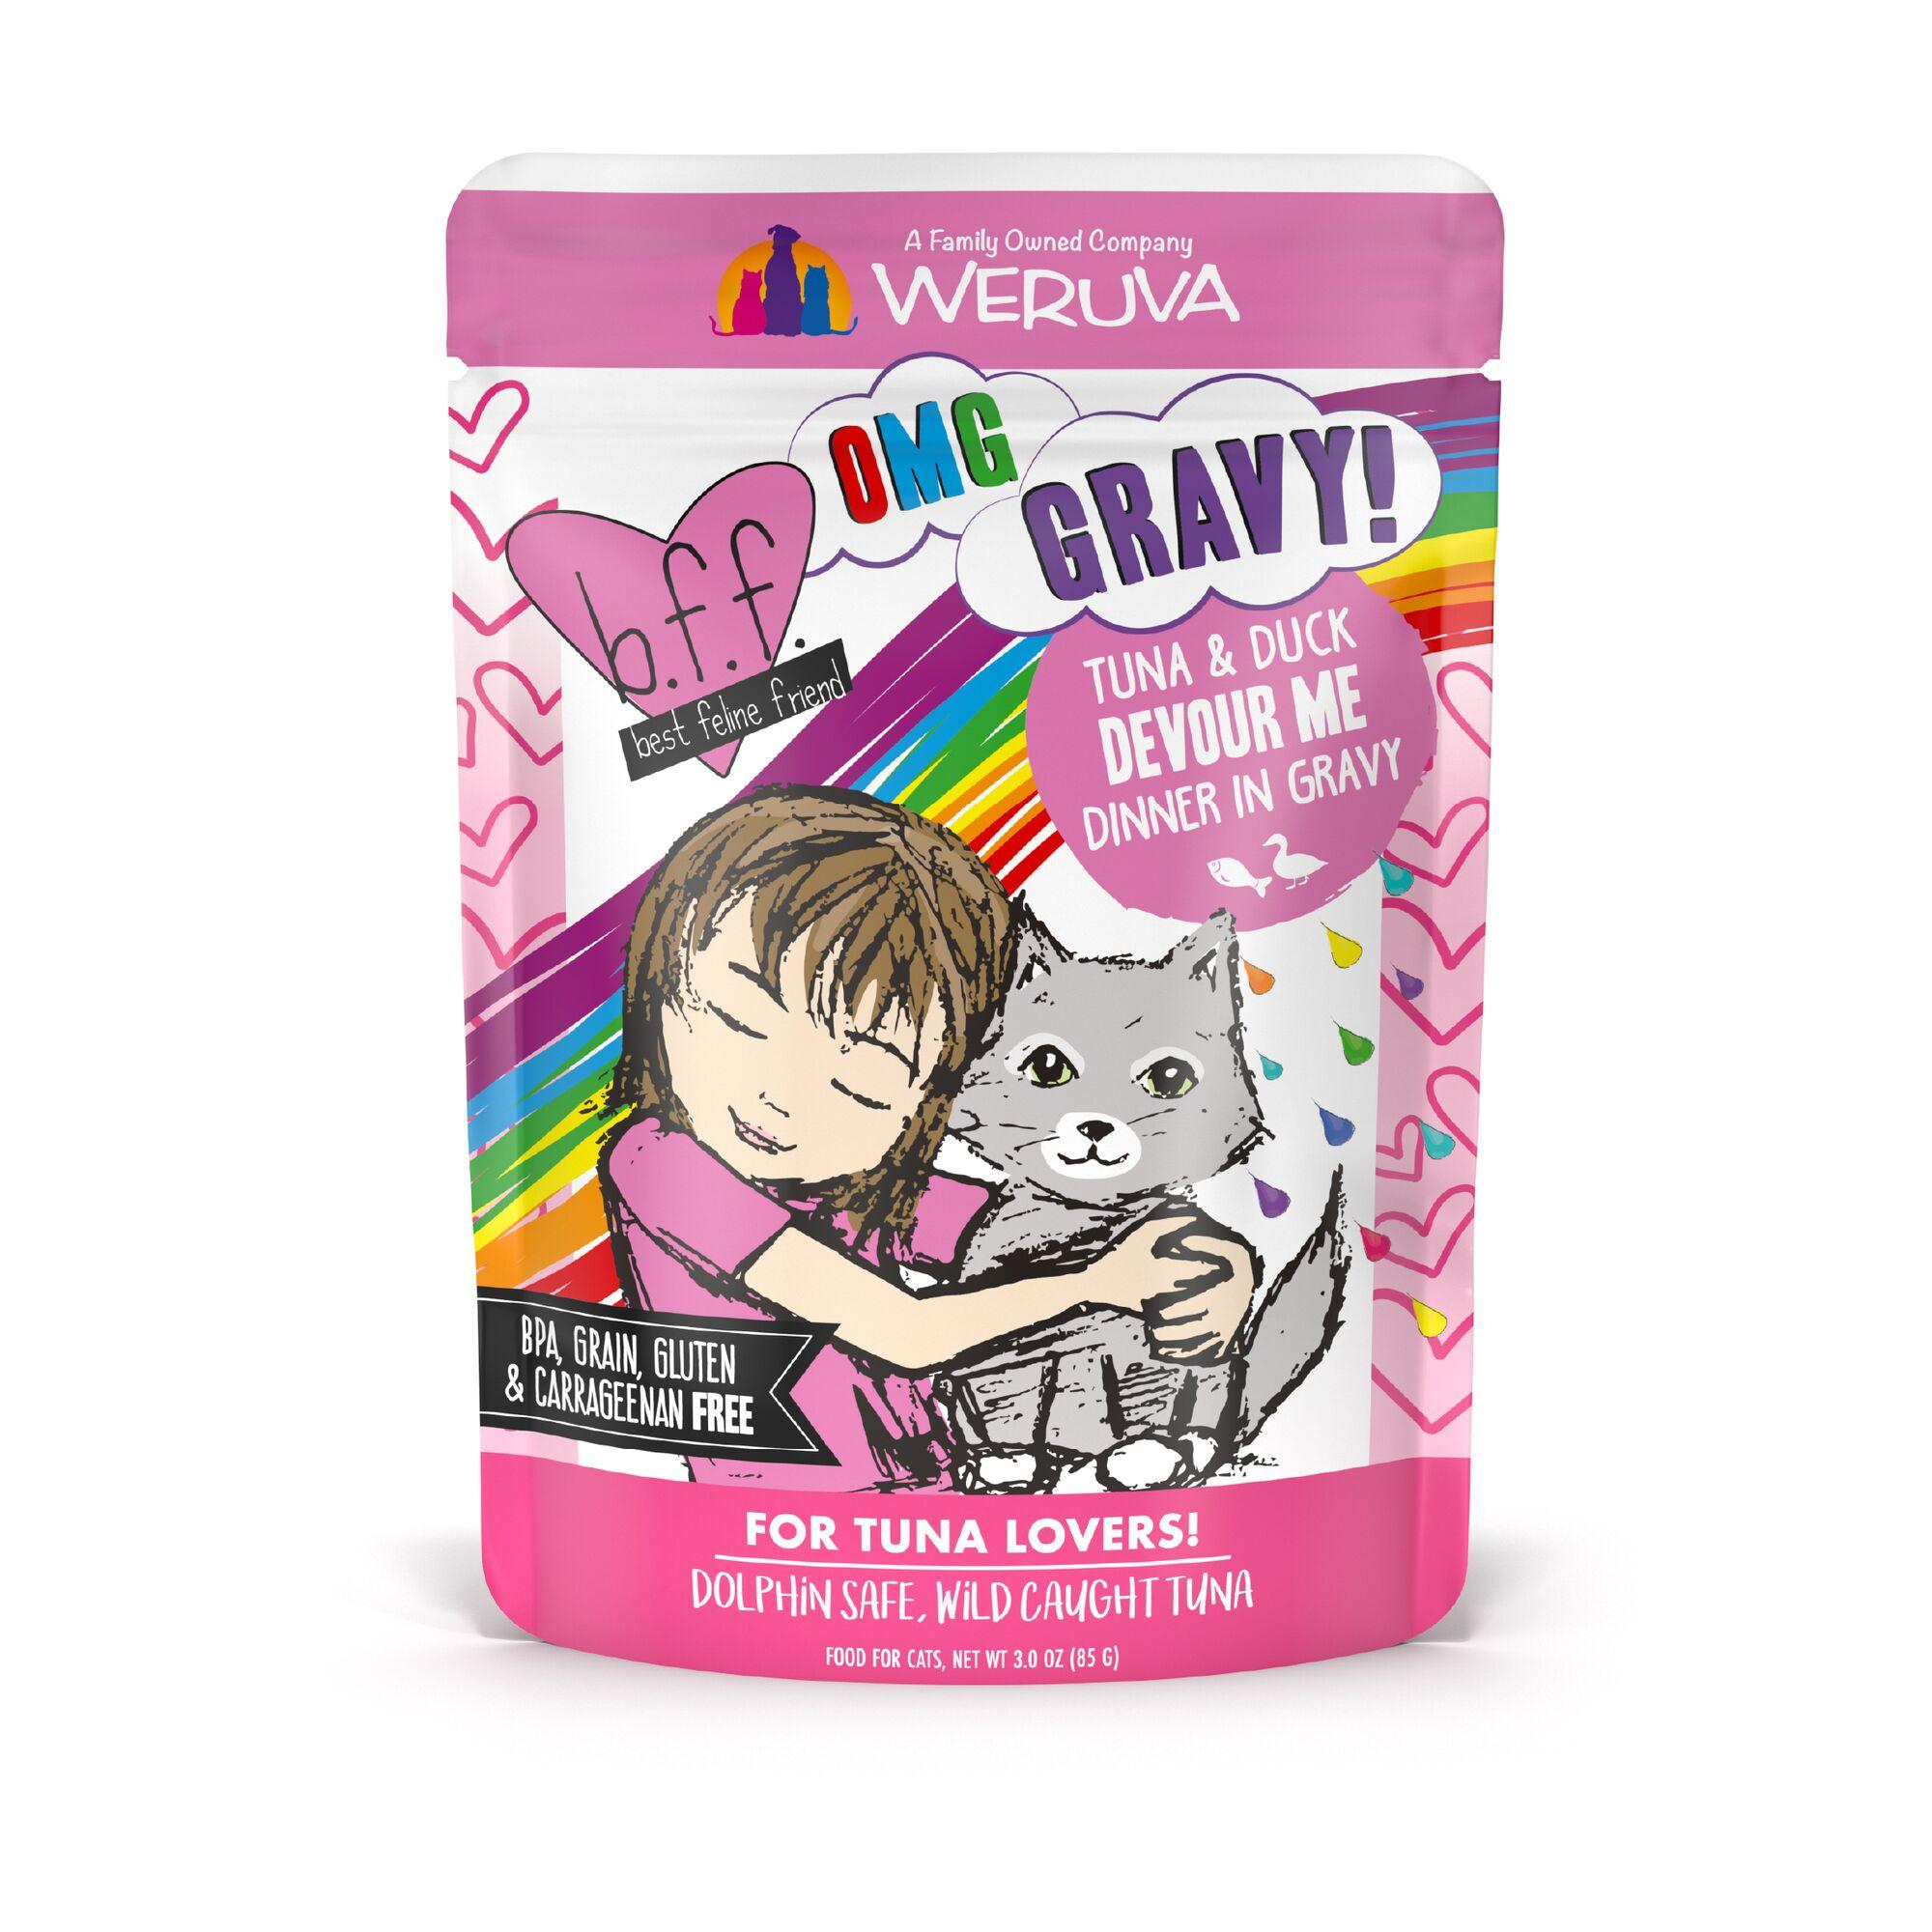 A Family Owned Company
WERUVA
OMG
GRAVY!
b.f.f.
best feline friend
TUNA & DUCK
DEVOUR ME
DINNER IN GRAVY
BPA, GRAIN, GLUTEN
& CARRAGEENAN FREE
FOR TUNA LOVERS!
DOLPHiN SAFE, WiLD CAUGHT TUNA
FOOD FOR CATS, NET WT 3.0 OZ (85 G)